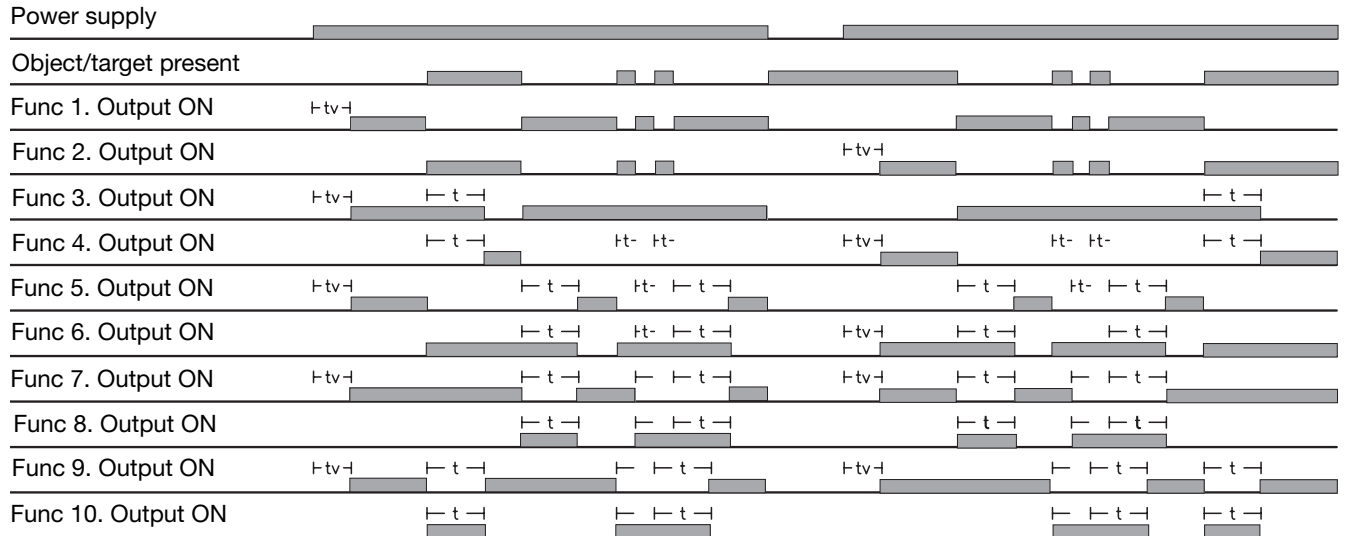 Power supply
Object/target present
Func 1. Output ON tv
Func 2. Output ON tv
Func 3. Output ON tv t t
Func 4. Output ON t t t tv t t t
Func 5. Output ON tv t t t t t t
Func 6. Output ON t t t tv t t
Func 7. Output ON tv t t tv t t
Func 8. Output ON t t t t
Func 9. Output ON tv t t tv t t
Func 10. Output ON t t t t